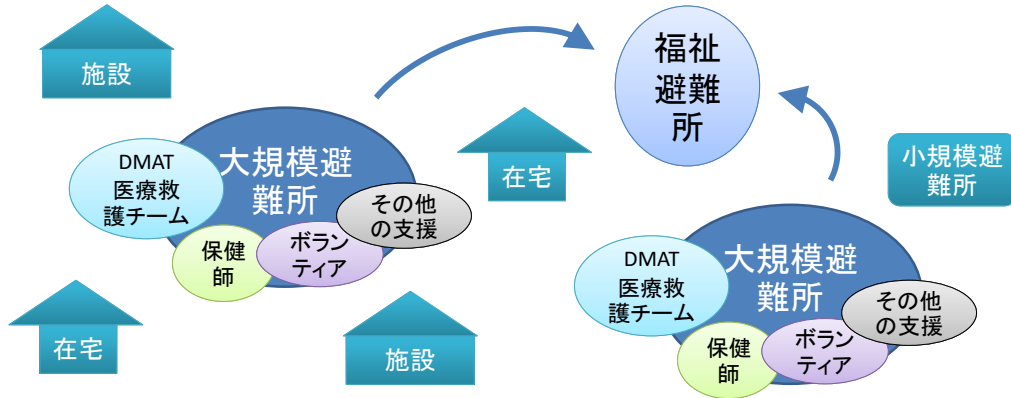 施設
福祉
避難
所
大規模避
難所
DMAT
医療救
護チーム
保健
師
ボラン
ティア
その他
の支援
在宅
小規模避
難所
大規模避
難所
DMAT
医療救
護チーム
保健
師
ボラン
ティア
その他
の支援
在宅
施設